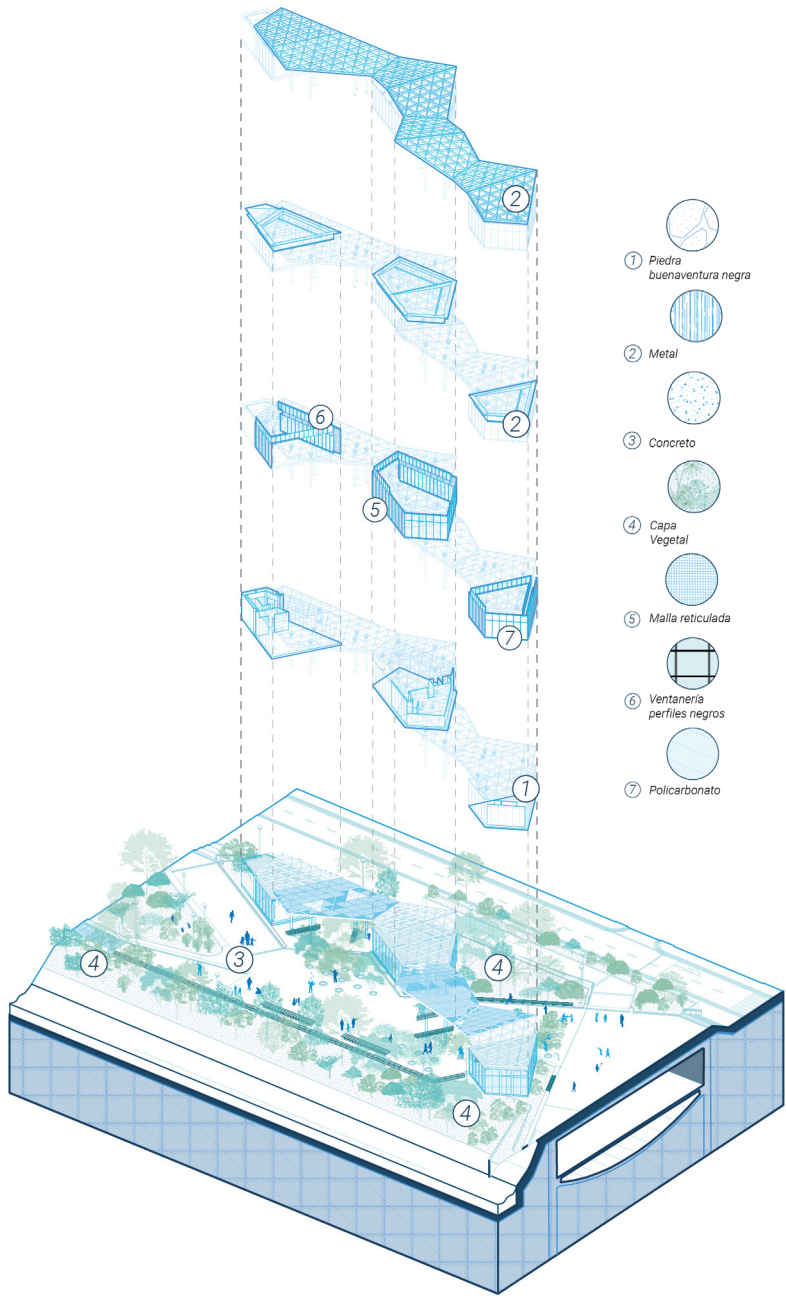 2
1
Piedra
buenaventura negra
2
Metal
2
6
3
Concreto
5
4
Capa
Vegetal
5
Malla reticulada
7
6
Ventanería
perfiles negros
1
7
Policarbonato
3
4
4
4